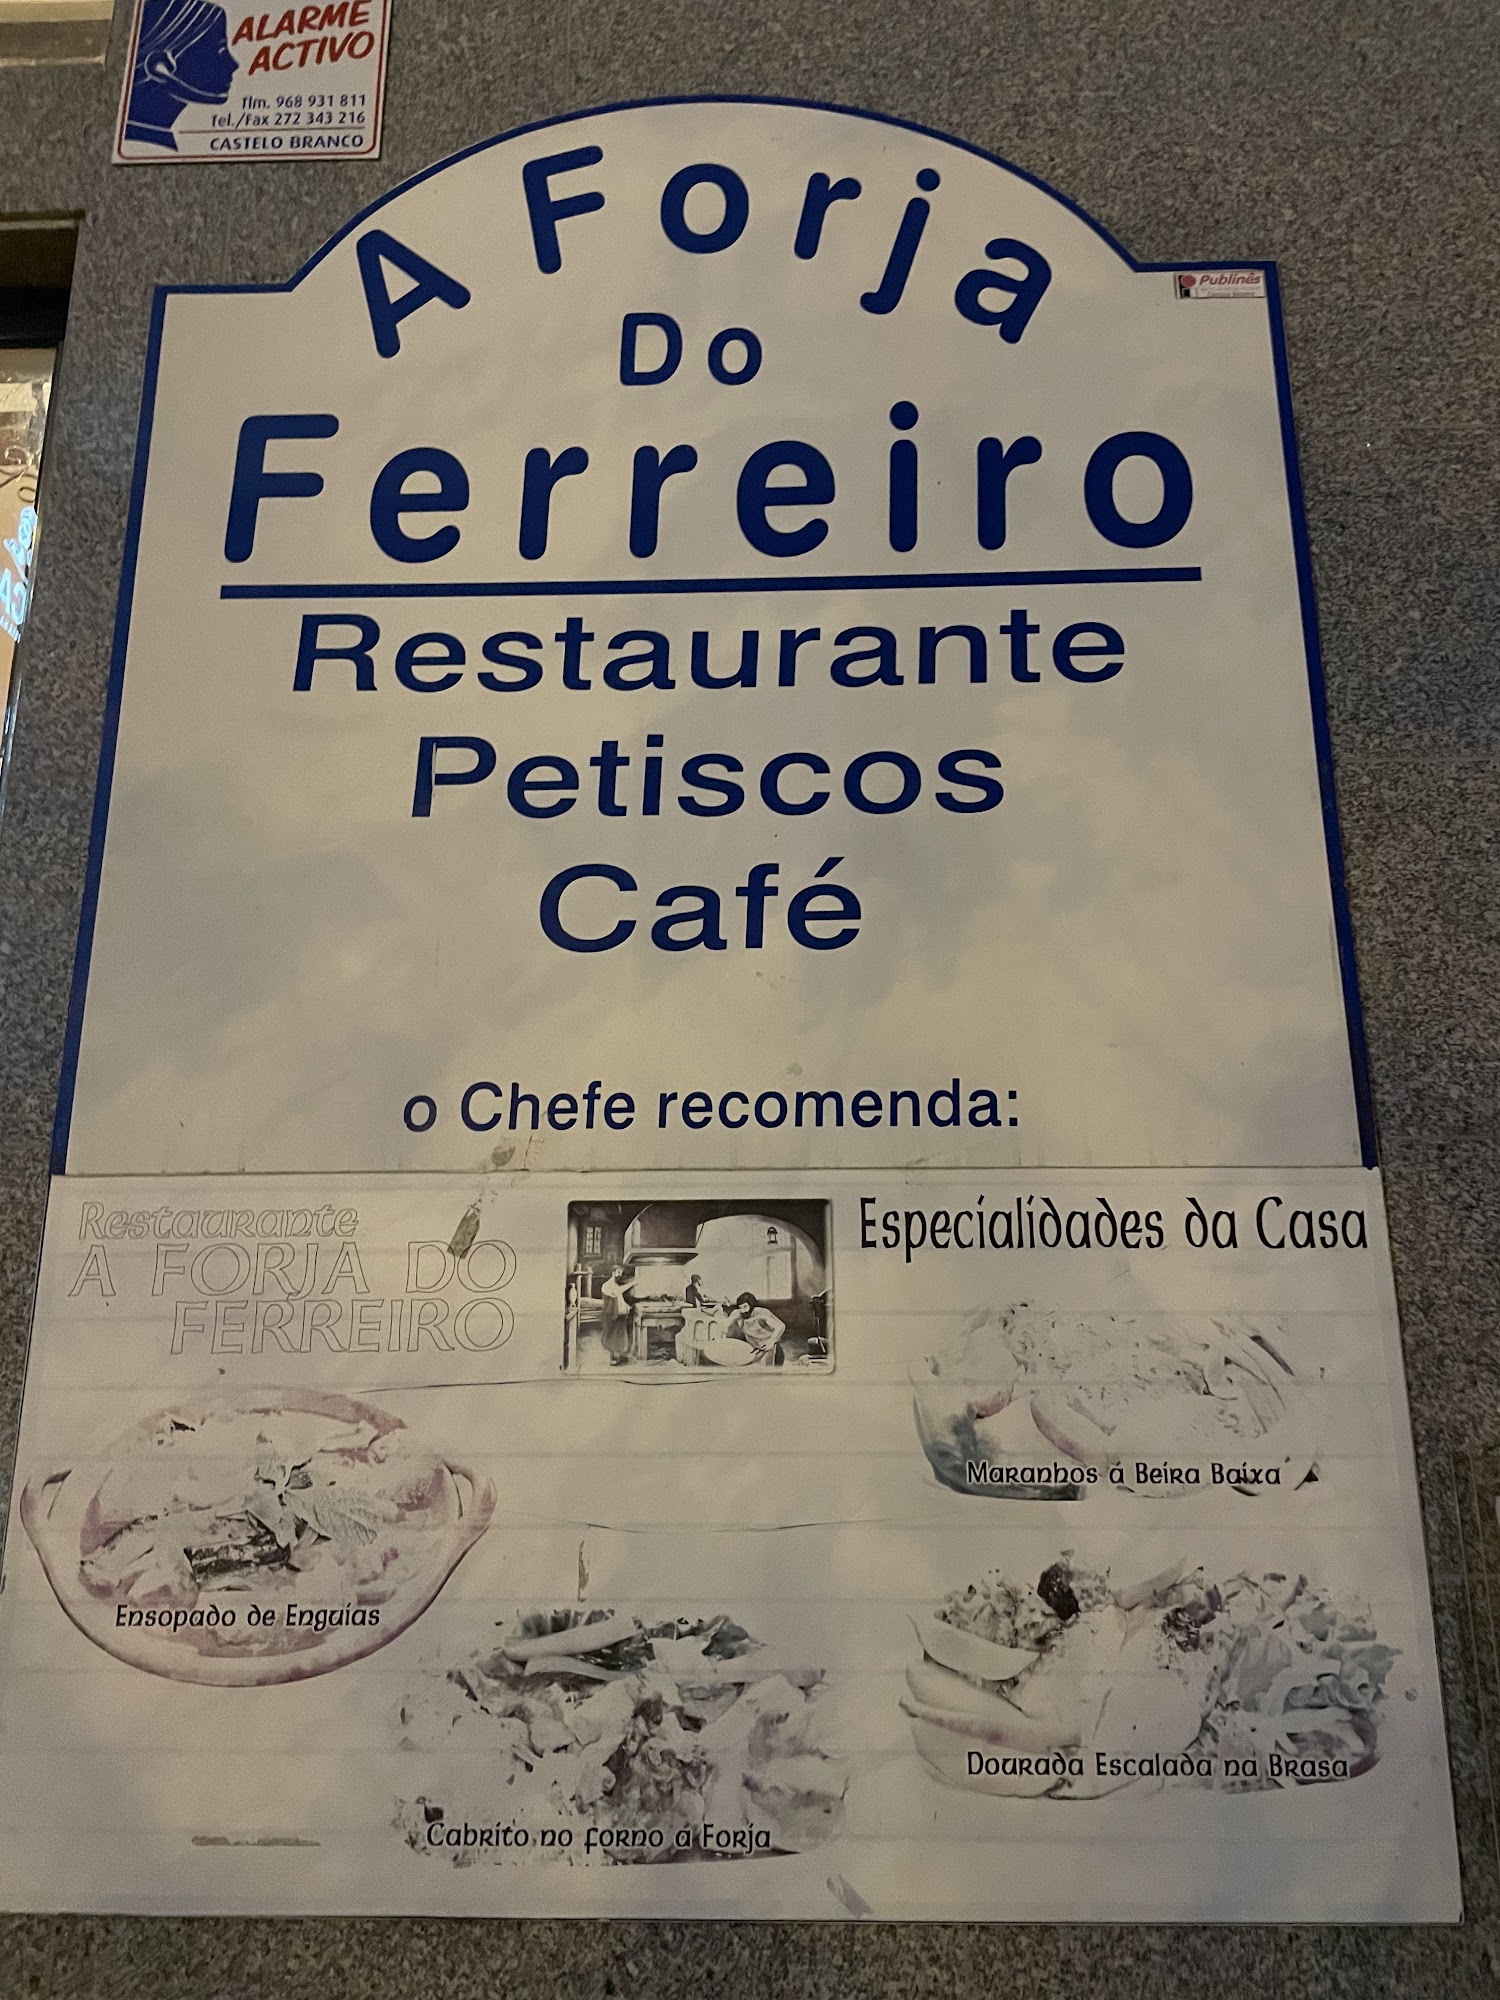 ALARME
ACTIVO
Tlm. 968 931 811
Tel./Fax 272 343 216
CASTELO BRANCO
Publinês
A Forja
Do
Ferreiro
Restaurante
Petiscos
Café
o Chefe recomenda:
Restaurante
A FORJA DO
FERREIRO
Especialidades da Casa
Maranhos á Beira Baixa
Ensopado de Enguias
Dourada Escalada na Brasa
Cabrito no forno á Forja